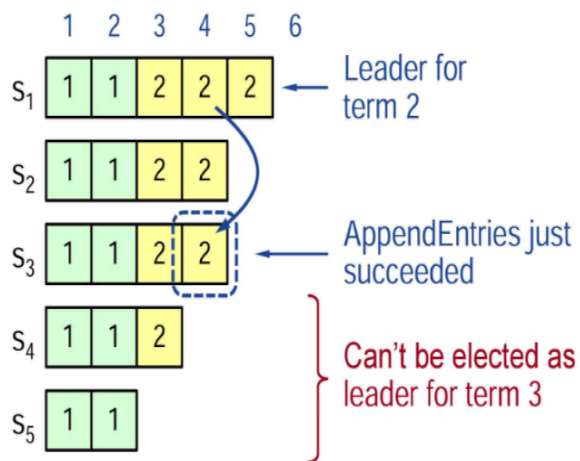 1 2 3 4 5 6
S1 1 1 2 2 2
Leader for
term 2
S2 1 1 2 2
S3 1 1 2 2
AppendEntries just
succeeded
S4 1 1 2
S5 1 1
Can't be elected as
leader for term 3